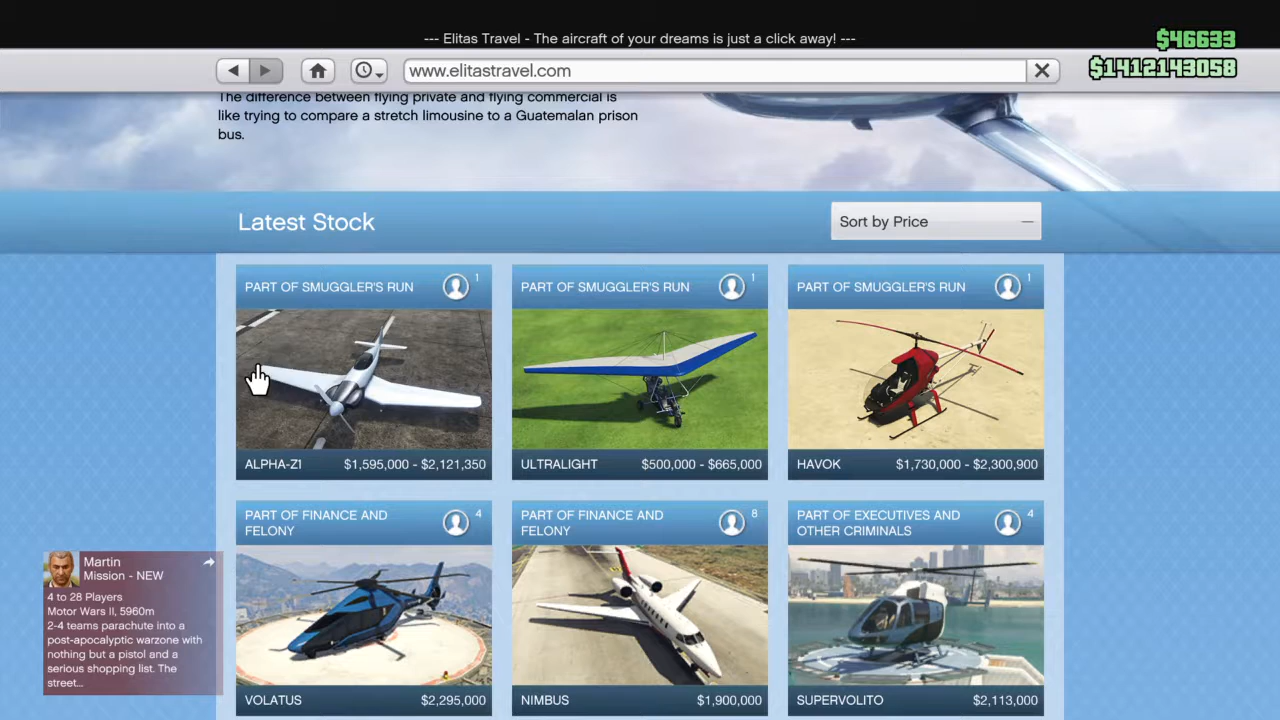 --- Elitas Travel - The aircraft of your dreams is just a click away! ---
$46633
$1412143058
www.elitastravel.com
The difference between flying private and flying commercial is
like trying to compare a stretch limousine to a Guatemalan prison
bus.
Latest Stock
Sort by Price
PART OF SMUGGLER'S RUN 1
PART OF SMUGGLER'S RUN 1
PART OF SMUGGLER'S RUN 1
ALPHA-Z1 $1,595,000 - $2,121,350
ULTRALIGHT $500,000 - $665,000
HAVOK $1,730,000 - $2,300,900
PART OF FINANCE AND
FELONY 4
PART OF FINANCE AND
FELONY 8
PART OF EXECUTIVES AND
OTHER CRIMINALS 4
VOLATUS $2,295,000
NIMBUS $1,900,000
SUPERVOLITO $2,113,000
Martin
Mission - NEW
4 to 28 Players
Motor Wars II, 5960m
2-4 teams parachute into a
post-apocalyptic warzone with
nothing but a pistol and a
serious shopping list. The
street...